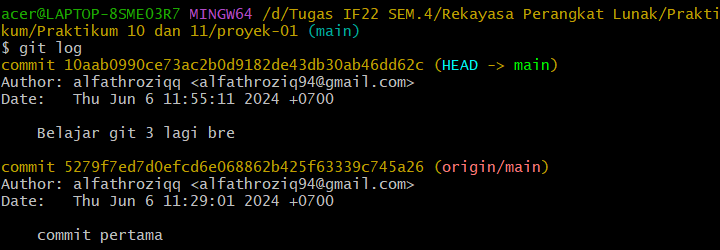 acer@LAPTOP-8SME03R7 MINGW64 /d/Tugas IF22 SEM.4/Rekayasa Perangkat Lunak/Prakti
kum/Praktikum 10 dan 11/proyek-01 (main)
$ git log
commit 10aab0990ce73ac2b0d9182de43db30ab46dd62c (HEAD -> main)
Author: alfathroziqq <alfathroziq94@gmail.com>
Date:   Thu Jun 6 11:55:11 2024 +0700

    Belajar git 3 lagi bre

commit 5279f7ed7d0efcd6e068862b425f63339c745a26 (origin/main)
Author: alfathroziqq <alfathroziq94@gmail.com>
Date:   Thu Jun 6 11:29:01 2024 +0700

    commit pertama